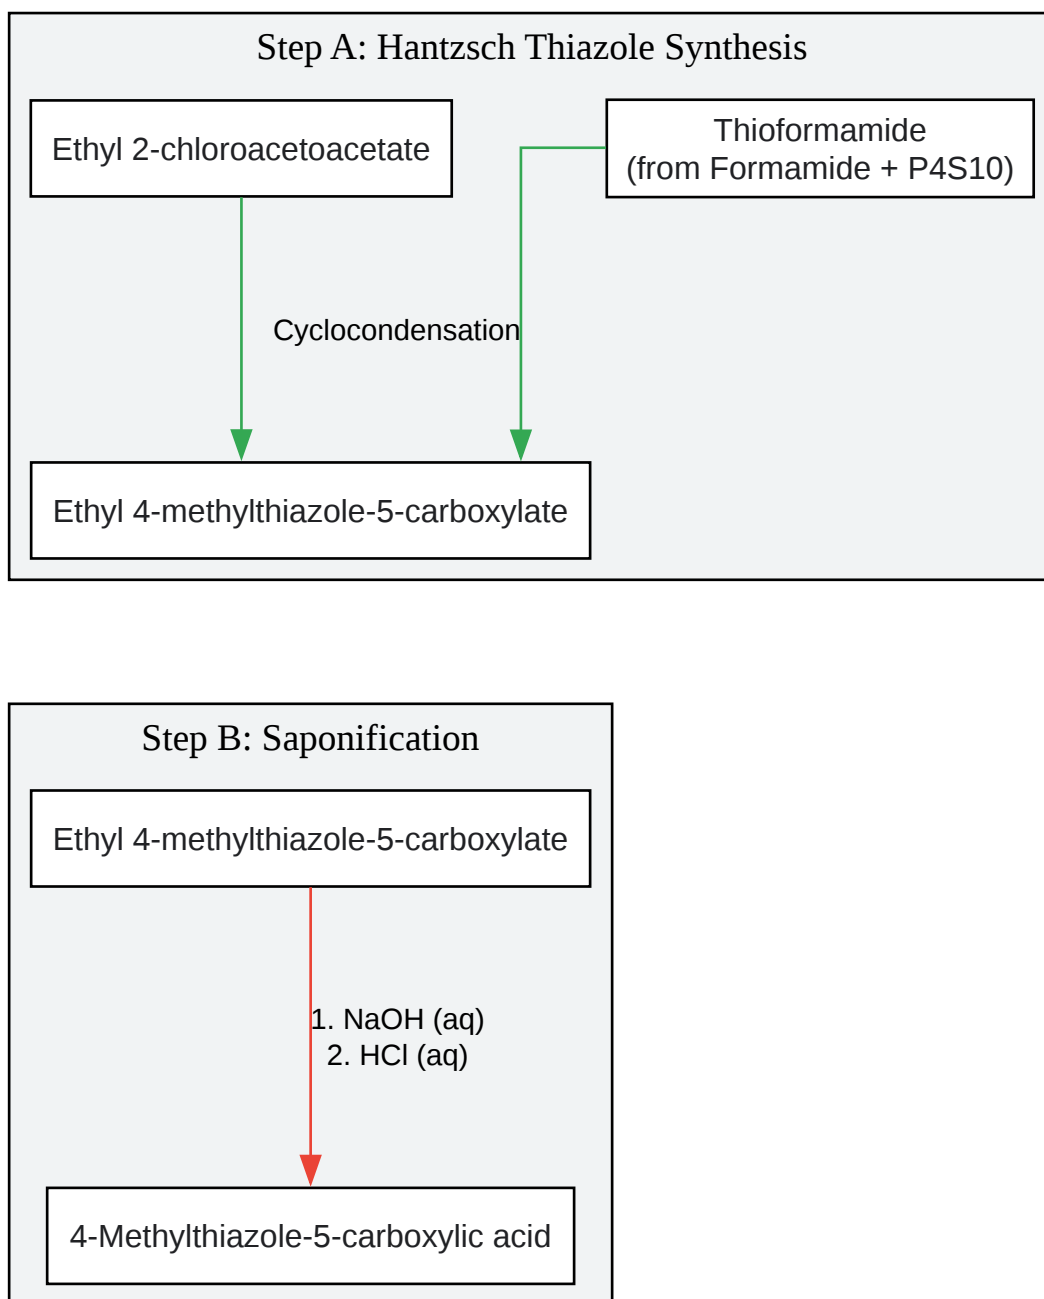 Step A: Hantzsch Thiazole Synthesis
Ethyl 2-chloroacetoacetate
Thioformamide
(from Formamide + P4S10)
Cyclocondensation
Ethyl 4-methylthiazole-5-carboxylate
Step B: Saponification
Ethyl 4-methylthiazole-5-carboxylate
1. NaOH (aq)
2. HCl (aq)
4-Methylthiazole-5-carboxylic acid